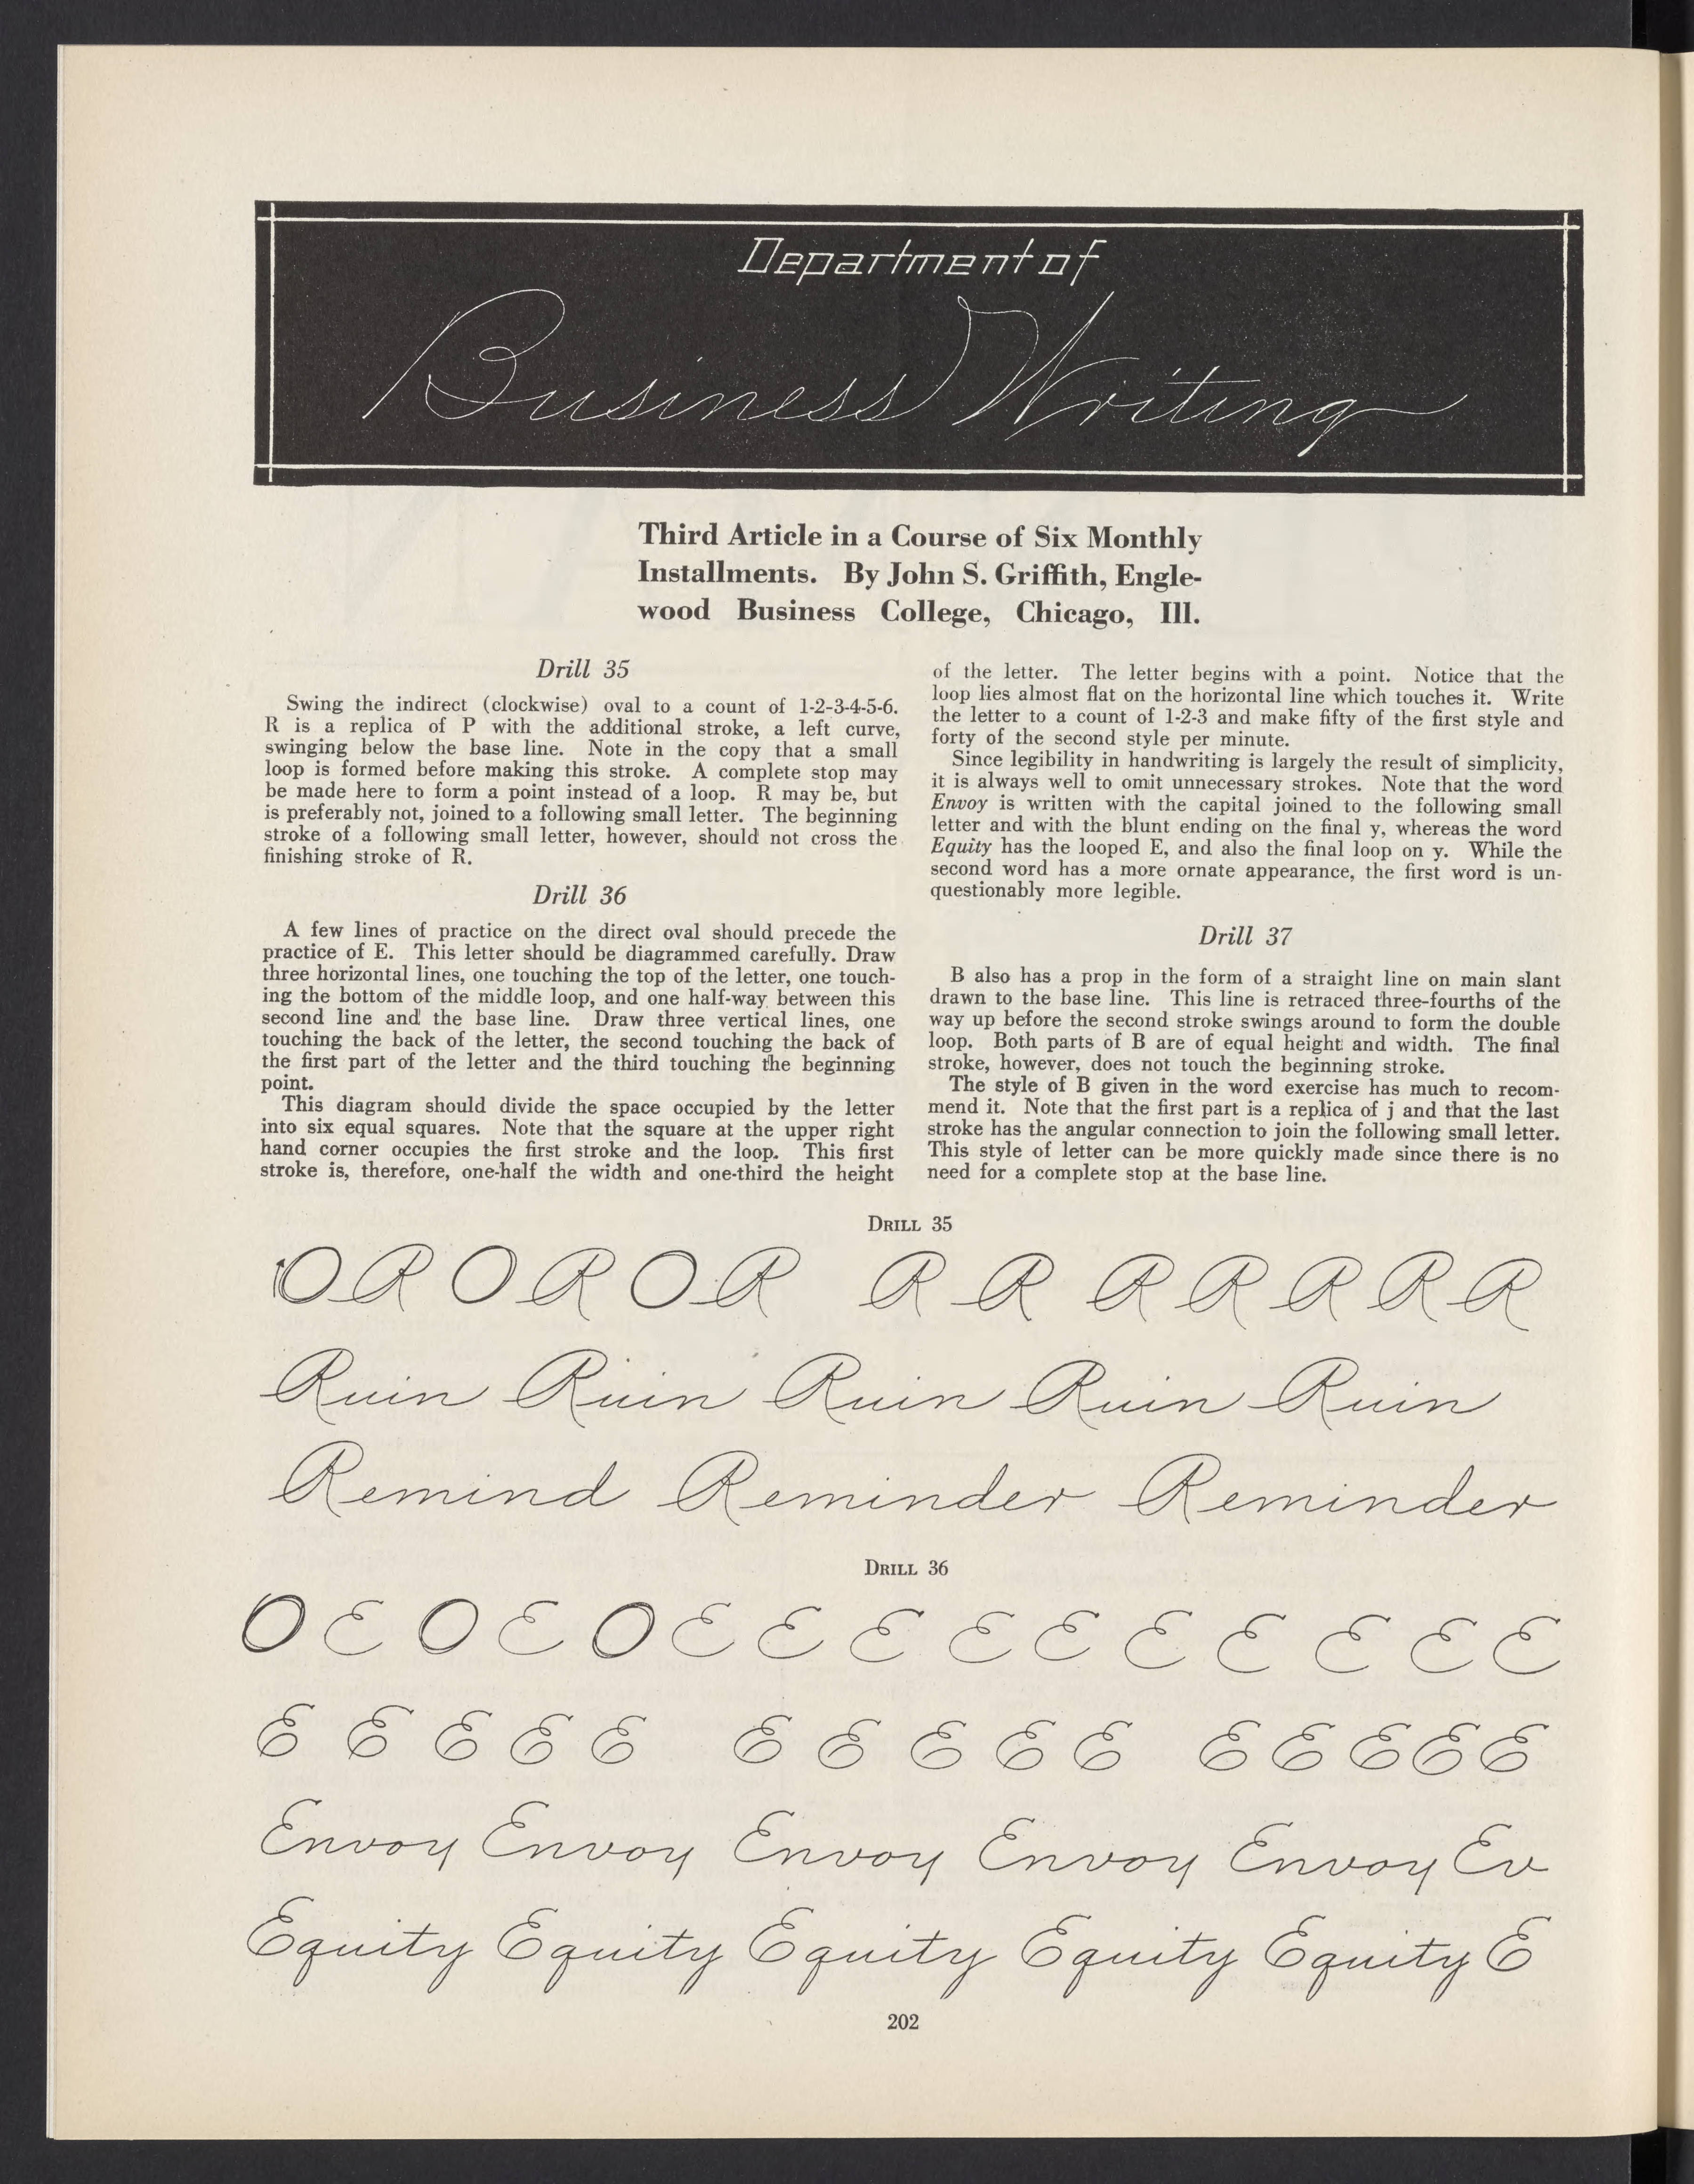 Department of
Business Writing
Third Article in a Course of Six Monthly
Installments. By John S. Griffith, Engle-
wood Business College, Chicago, Ill.
Drill 35
Swing the indirect (clockwise) oval to a count of 1-2-3-4-5-6.
R is a replica of P with the additional stroke, a left curve,
swinging below the base line. Note in the copy that a small
loop is formed before making this stroke. A complete stop may
be made here to form a point instead of a loop. R may be, but
is preferably not, joined to a following small letter. The beginning
stroke of a following small letter, however, should not cross the
finishing stroke of R.
Drill 36
A few lines of practice on the direct oval should precede the
practice of E. This letter should be diagrammed carefully. Draw
three horizontal lines, one touching the top of the letter, one touch-
ing the bottom of the middle loop, and one half-way between this
second line and the base line. Draw three vertical lines, one
touching the back of the letter, the second touching the back of
the first part of the letter and the third touching the beginning
point.
This diagram should divide the space occupied by the letter
into six equal squares. Note that the square at the upper right
hand corner occupies the first stroke and the loop. This first
stroke is, therefore, one-half the width and one-third the height
of the letter. The letter begins with a point. Notice that the
loop lies almost flat on the horizontal line which touches it. Write
the letter to a count of 1-2-3 and make fifty of the first style and
forty of the second style per minute.
Since legibility in handwriting is largely the result of simplicity,
it is always well to omit unnecessary strokes. Note that the word
Envoy is written with the capital joined to the following small
letter and with the blunt ending on the final y, whereas the word
Equity has the looped E, and also the final loop on y. While the
second word has a more ornate appearance, the first word is un-
questionably more legible.
Drill 37
B also has a prop in the form of a straight line on main slant
drawn to the base line. This line is retraced three-fourths of the
way up before the second stroke swings around to form the double
loop. Both parts of B are of equal height and width. The final
stroke, however, does not touch the beginning stroke.
The style of B given in the word exercise has much to recom-
mend it. Note that the first part is a replica of j and that the last
stroke has the angular connection to join the following small letter.
This style of letter can be more quickly made since there is no
need for a complete stop at the base line.
DRILL 35
O R O R O R R R R R R R R
Ruin Ruin Ruin Ruin Ruin
Remind Reminder Reminder
DRILL 36
O E O E O E E E E E E E E E E
E E E E E E E E E E E E E E E
Envoy Envoy Envoy Envoy Envoy Ev
Equity Equity Equity Equity Equity E
202